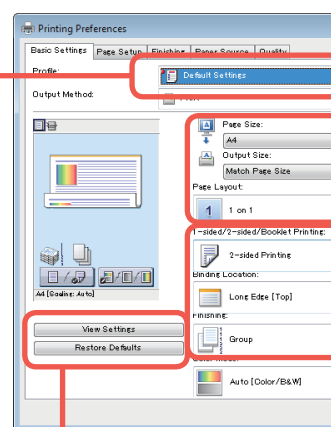 Printing Preferences
Basic Settings Page Setup Finishing Paper Source Quality
Profile:
Default Settings
Output Method:
Page Size:
A4
Output Size:
Match Page Size
Page Layout:
1 1 on 1
1-sided/2-sided/Booklet Printing:
2-sided Printing
Binding Location:
Long Edge [Top]
Finishing:
Group
Auto [Color/B&W]
A4 [Scaling: Auto]
View Settings
Restore Defaults